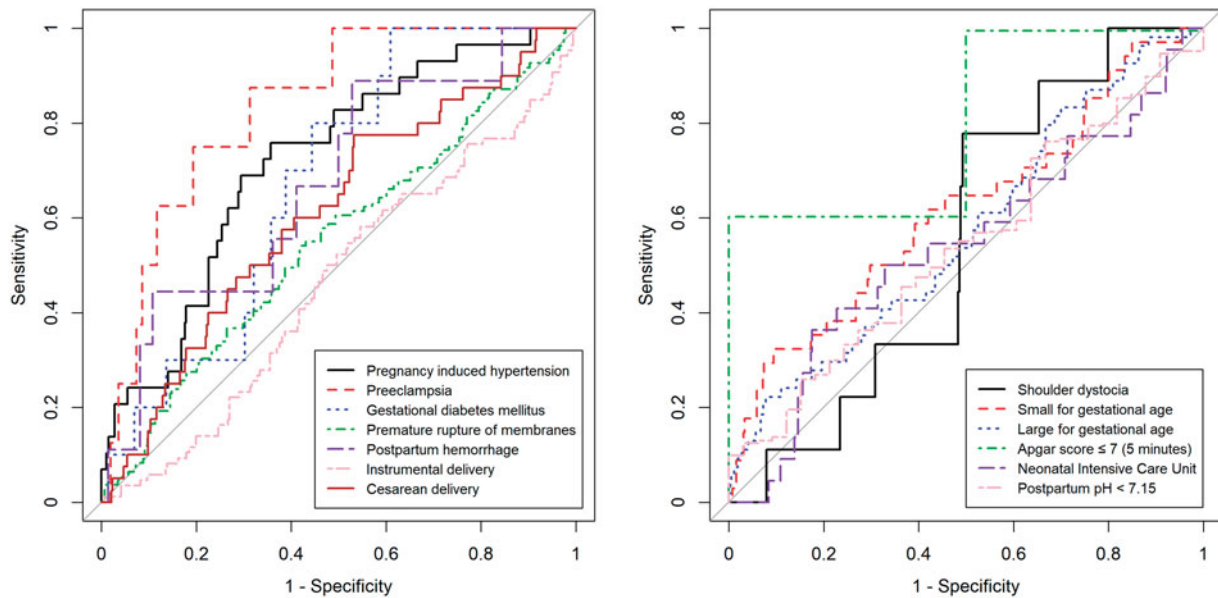 1
0.8
0.6
0.4
0.2
0
Sensitivity
0 0.2 0.4 0.6 0.8 1
1 - Specificity
Pregnancy induced hypertension
Preeclampsia
Gestational diabetes mellitus
Premature rupture of membranes
Postpartum hemorrhage
Instrumental delivery
Cesarean delivery
1
0.8
0.6
0.4
0.2
0
Sensitivity
0 0.2 0.4 0.6 0.8 1
1 - Specificity
Shoulder dystocia
Small for gestational age
Large for gestational age
Apgar score ≤ 7 (5 minutes)
Neonatal Intensive Care Unit
Postpartum pH < 7.15